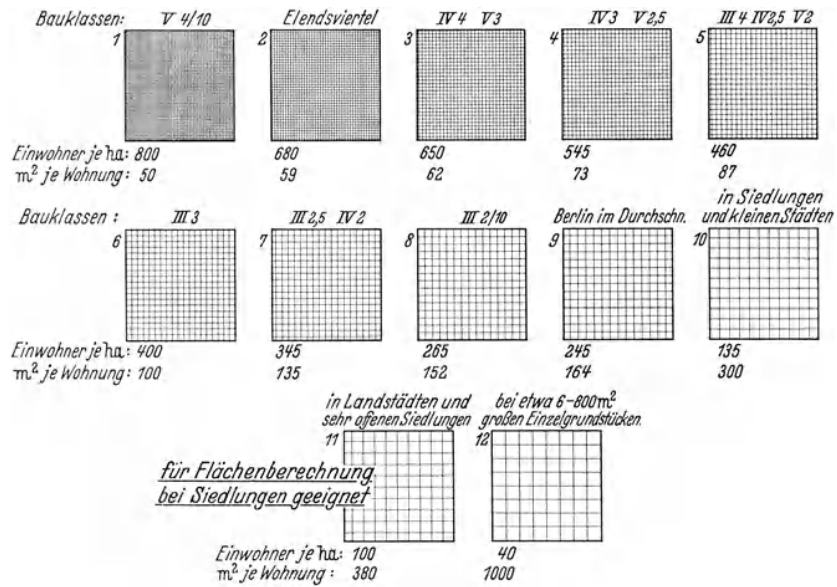 Bauklassen: V 4/10 Elendsviertel IV 4 V 3 IV 3 V 2,5 III 4 IV 2,5 V 2
1 2 3 4 5
Einwohner je ha: 800 680 650 545 460
m² je Wohnung: 50 59 62 73 87
in Siedlungen
Bauklassen: III 3 III 2,5 IV 2 III 2/10 Berlin im Durchschn. und kleinen Städten
6 7 8 9 10
Einwohner je ha: 400 345 265 245 135
m² je Wohnung: 100 135 152 164 300
in Landstädten und bei etwa 6-800m²
sehr offenen Siedlungen großen Einzelgrundstücken.
11 12
für Flächenberechnung
bei Siedlungen geeignet
Einwohner je ha: 100 40
m² je Wohnung: 380 1000